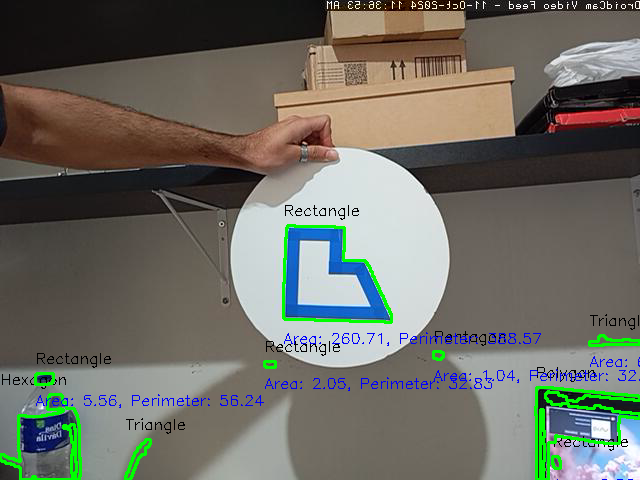 DroidCam Video Feed - 11-Oct-2024 11:36:53 AM
Rectangle
Area: 260.71, Perimeter: 388.57
Rectangle
Area: 2.05, Perimeter: 32.83
Pentagon
Area: 1.04, Perimeter: 32.
Triangl
Rectangle
Area: 5.56, Perimeter: 56.24
Hexagon
Triangle
Polygon
Rectangle